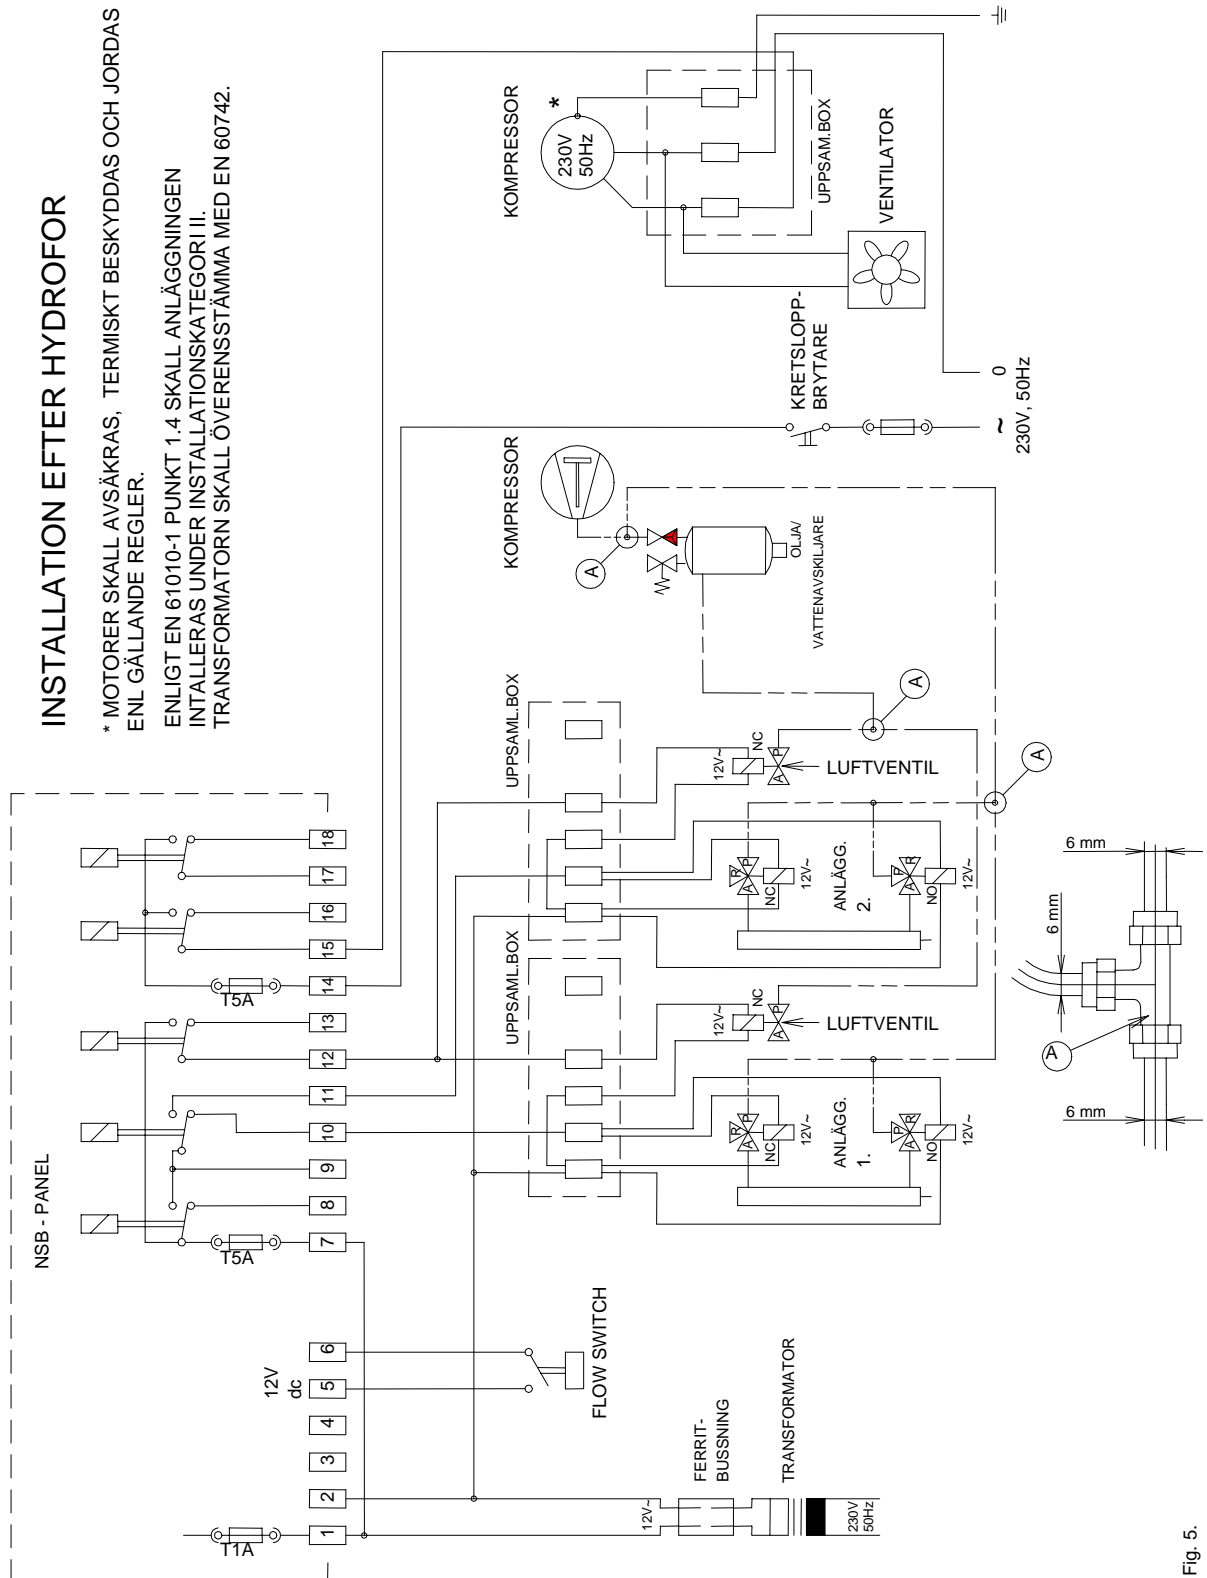 INSTALLATION EFTER HYDROFOR
* MOTORER SKALL AVSÄKRAS, TERMISKT BESKYDDAS OCH JORDAS
ENL GÄLLANDE REGLER.
ENLIGT EN 61010-1 PUNKT 1.4 SKALL ANLÄGGNINGEN
INTALLERAS UNDER INSTALLATIONSKATEGORI II.
TRANSFORMATORN SKALL ÖVERENSSTÄMMA MED EN 60742.
NSB - PANEL
T1A
1
2
3
4
5
6
12V
dc
T5A
7
8
9
10
11
12
13
T5A
14
15
16
17
18
FLOW SWITCH
12V~
FERRIT-
BUSSNING
TRANSFORMATOR
230V
50Hz
UPPSAML.BOX
UPPSAML.BOX
12V~
NC
A
P
LUFTVENTIL
A
R
P
NC
12V~
ANLÄGG.
1.
A
P
R
NO
12V~
12V~
NC
A
P
LUFTVENTIL
A
R
P
NC
12V~
ANLÄGG.
2.
A
P
R
NO
12V~
A
A
A
KOMPRESSOR
OLJA/
VATTENAVSKILJARE
KOMPRESSOR
*
230V
50Hz
UPPSAM.BOX
VENTILATOR
KRETSLOPP-
BRYTARE
~
0
230V, 50Hz
6 mm
6 mm
6 mm
A
Fig. 5.